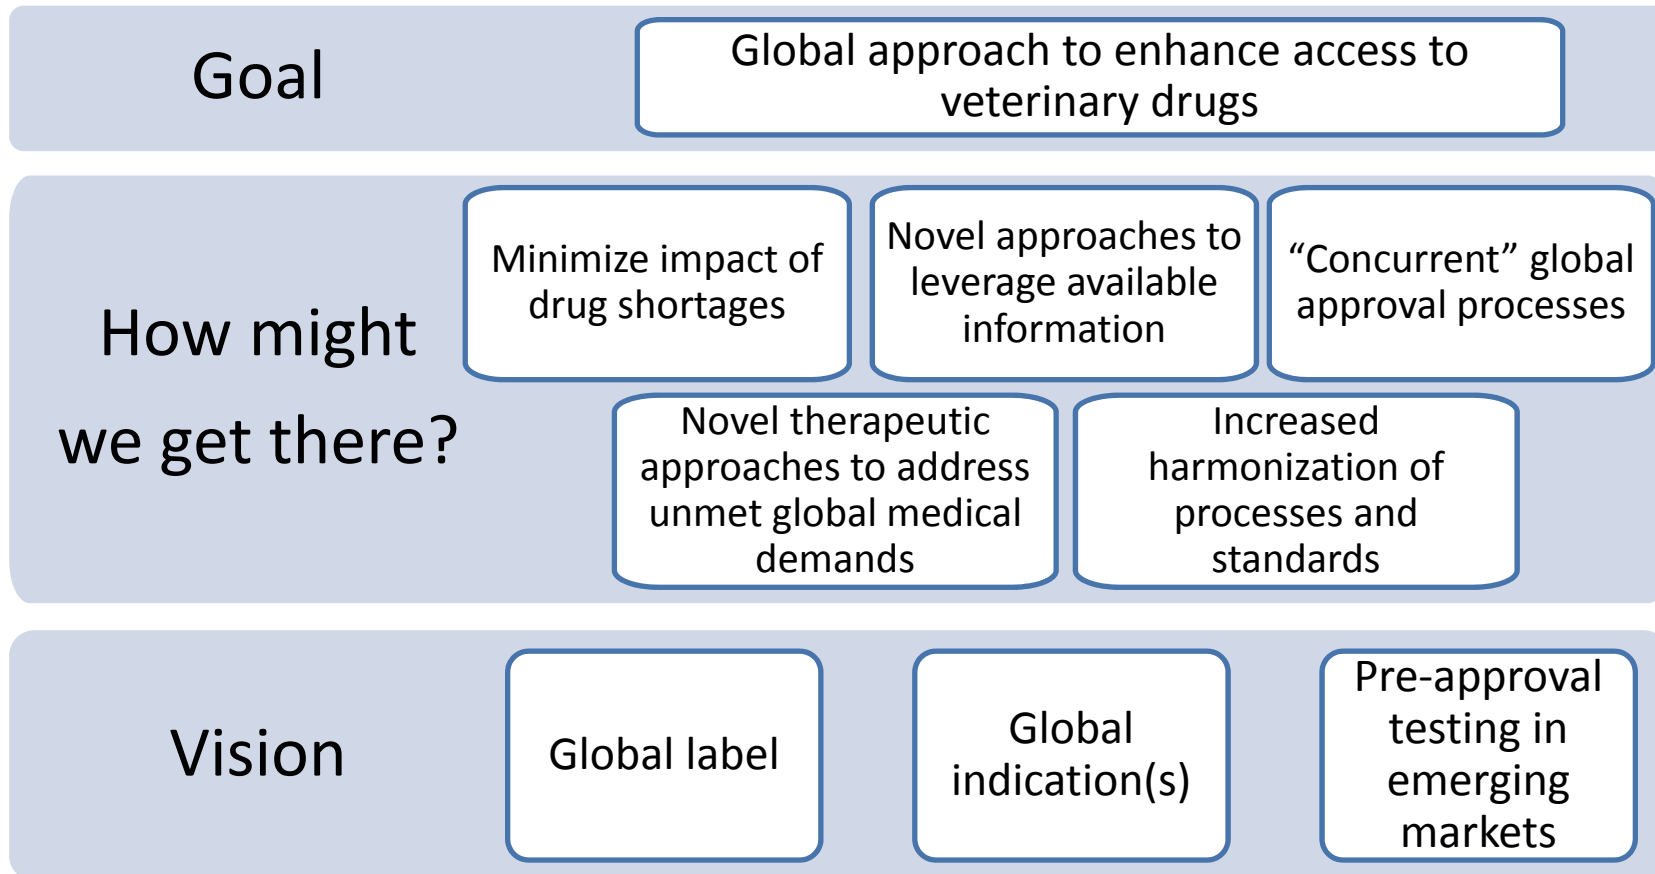 Goal
Global approach to enhance access to
veterinary drugs
How might
we get there?
Minimize impact of
drug shortages
Novel approaches to
leverage available
information
“Concurrent” global
approval processes
Novel therapeutic
approaches to address
unmet global medical
demands
Increased
harmonization of
processes and
standards
Vision
Global label
Global
indication(s)
Pre-approval
testing in
emerging
markets